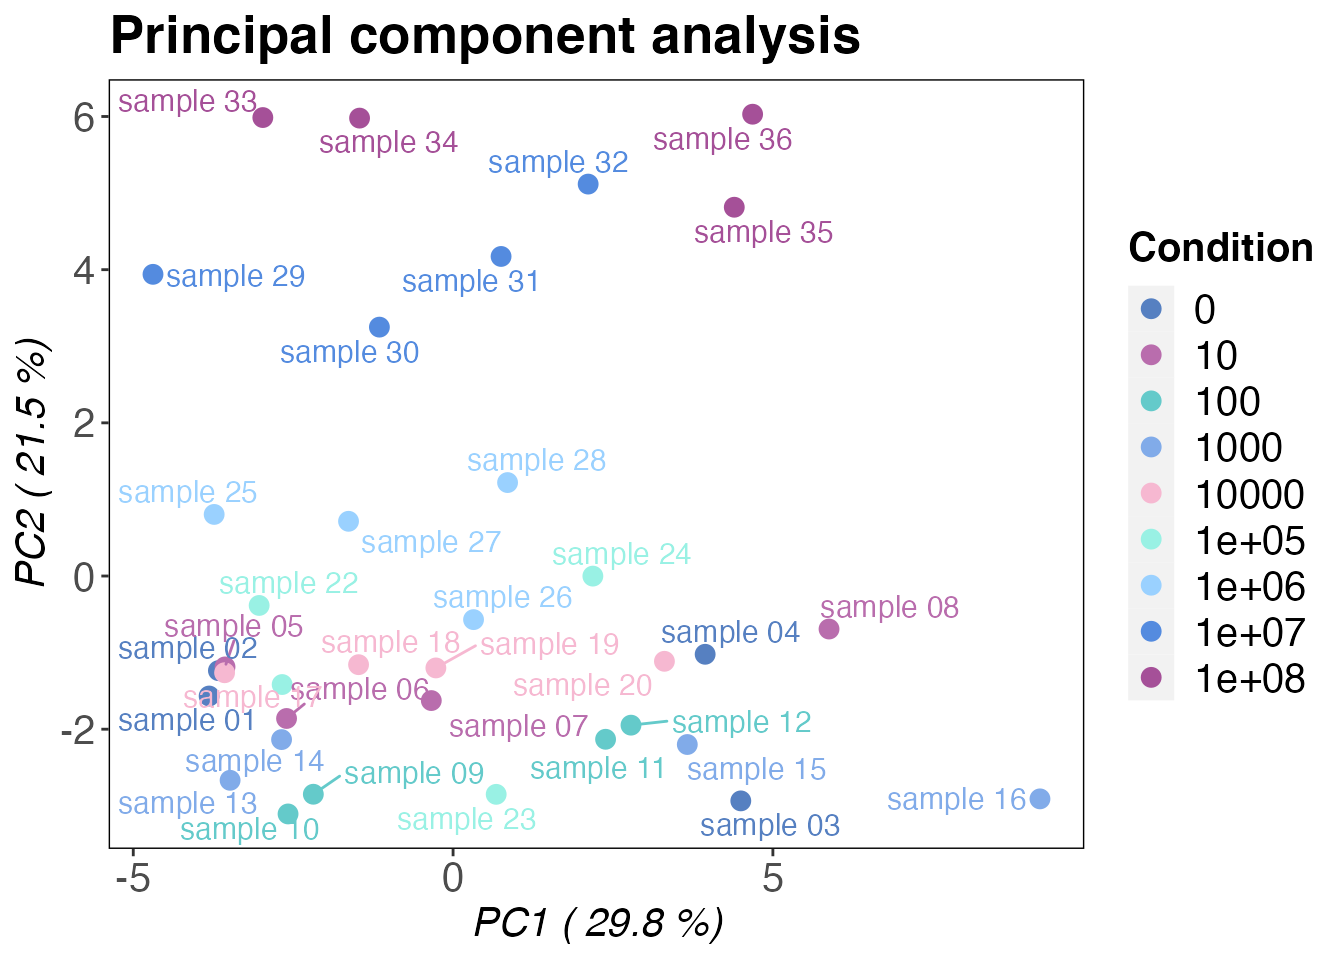 Principal component analysis
sample 33
sample 34
sample 36
sample 32
sample 35
sample 29
sample 31
sample 30
sample 28
sample 25
sample 27
sample 24
sample 22
sample 26
sample 08
sample 05
sample 04
sample 02
sample 18
sample 19
sample 20
sample 17
sample 06
sample 01
sample 07
sample 12
sample 14
sample 11
sample 15
sample 09
sample 13
sample 16
sample 23
sample 03
sample 10
6
4
2
0
-2
-5
0
5
PC1 ( 29.8 %)
PC2 ( 21.5 %)
Condition
0
10
100
1000
10000
1e+05
1e+06
1e+07
1e+08